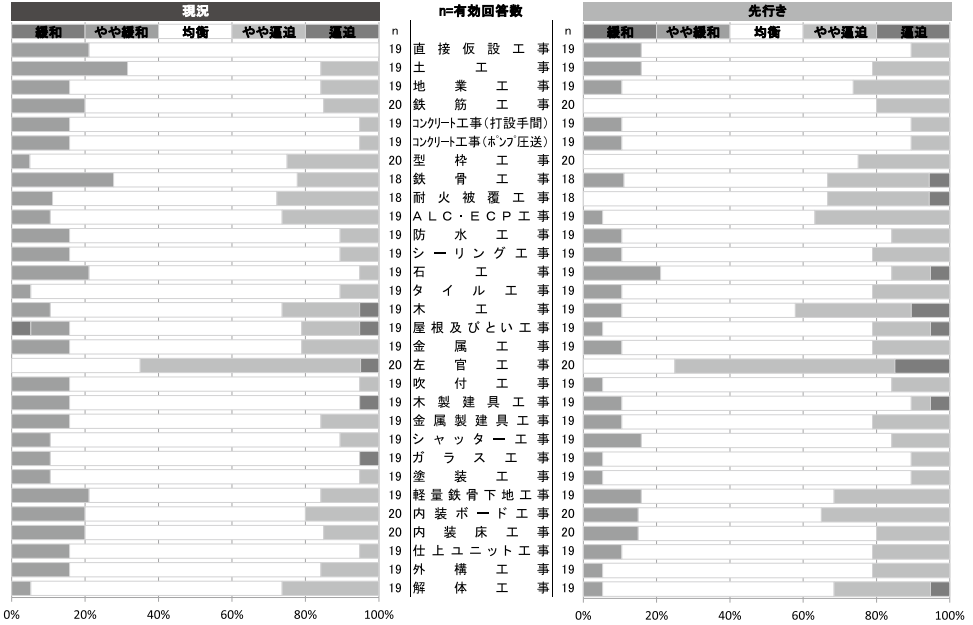 現況 n=有効回答数 先行き
緩和 やや緩和 均衡 やや逼迫 逼迫 n n 緩和 やや緩和 均衡 やや逼迫 逼迫
19 直接仮設工事 19
19 土工事 19
19 地業工事 19
20 鉄筋工事 20
19 コンクリート工事(打設手間) 19
19 コンクリート工事(ポンプ圧送) 19
20 型枠工事 20
18 鉄骨工事 18
18 耐火被覆工事 18
19 ALC・ECP工事 19
19 防水工事 19
19 シーリング工事 19
19 石工事 19
19 タイル工事 19
19 木工事 19
19 屋根及びとい工事 19
19 金属工事 19
20 左官工事 20
19 吹付工事 19
19 木製建具工事 19
19 金属製建具工事 19
19 シャッター工事 19
19 ガラス工事 19
19 塗装工事 19
19 軽量鉄骨下地工事 19
20 内装ボード工事 20
20 内装床工事 20
19 仕上ユニット工事 19
19 外構工事 19
19 解体工事 19
0% 20% 40% 60% 80% 100% 0% 20% 40% 60% 80% 100%